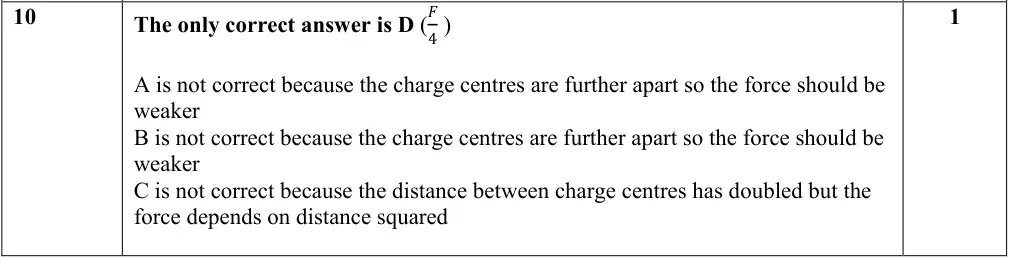 10 The only correct answer is D (F/4) 1
A is not correct because the charge centres are further apart so the force should be
weaker
B is not correct because the charge centres are further apart so the force should be
weaker
C is not correct because the distance between charge centres has doubled but the
force depends on distance squared